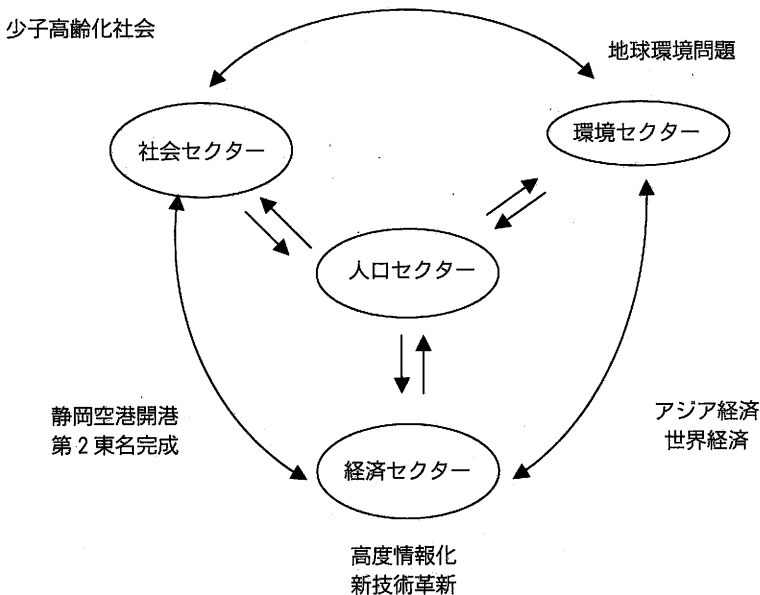 少子高齢化社会
地球環境問題
社会セクター
環境セクター
人口セクター
静岡空港開港
第2東名完成
アジア経済
世界経済
経済セクター
高度情報化
新技術革新